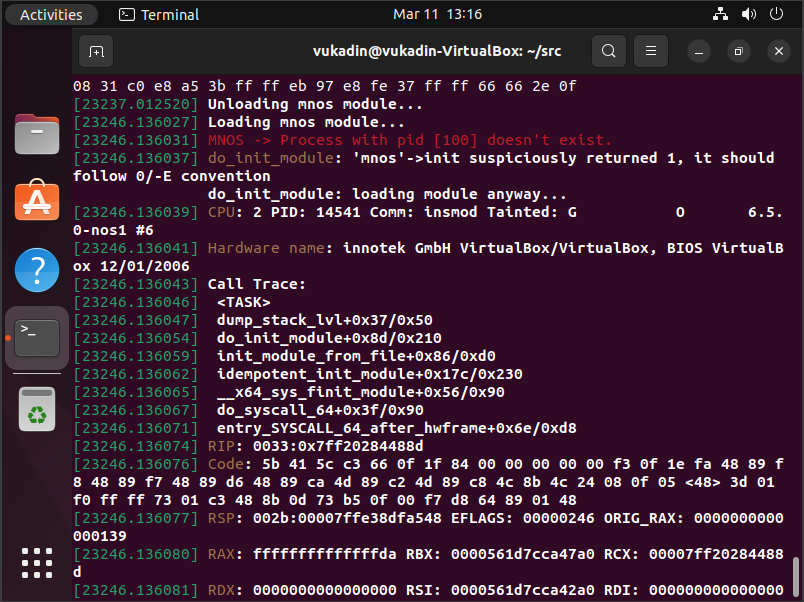 Activities
Terminal
Mar 11 13:16
vukadin@vukadin-VirtualBox: ~/src
08 31 c0 e8 a5 3b ff ff eb 97 e8 fe 37 ff ff 66 66 2e 0f
[23237.012520] Unloading mnos module...
[23246.136027] Loading mnos module...
[23246.136031] MNOS -> Process with pid [100] doesn't exist.
[23246.136037] do_init_module: 'mnos'->init suspiciously returned 1, it should
follow 0/-E convention
do_init_module: loading module anyway...
[23246.136039] CPU: 2 PID: 14541 Comm: insmod Tainted: G           O       6.5.
0-nos1 #6
[23246.136041] Hardware name: innotek GmbH VirtualBox/VirtualBox, BIOS VirtualB
ox 12/01/2006
[23246.136043] Call Trace:
[23246.136046]  <TASK>
[23246.136047]  dump_stack_lvl+0x37/0x50
[23246.136054]  do_init_module+0x8d/0x210
[23246.136059]  init_module_from_file+0x86/0xd0
[23246.136062]  idempotent_init_module+0x17c/0x230
[23246.136065]  __x64_sys_finit_module+0x56/0x90
[23246.136067]  do_syscall_64+0x3f/0x90
[23246.136071]  entry_SYSCALL_64_after_hwframe+0x6e/0xd8
[23246.136074] RIP: 0033:0x7ff20284488d
[23246.136076] Code: 5b 41 5c c3 66 0f 1f 84 00 00 00 00 00 f3 0f 1e fa 48 89 f
8 48 89 f7 48 89 d6 48 89 ca 4d 89 c2 4d 89 c8 4c 8b 4c 24 08 0f 05 <48> 3d 01
f0 ff ff 73 01 c3 48 8b 0d 73 b5 0f 00 f7 d8 64 89 01 48
[23246.136077] RSP: 002b:00007ffe38dfa548 EFLAGS: 00000246 ORIG_RAX: 0000000000
000139
[23246.136080] RAX: ffffffffffffffda RBX: 0000561d7cca47a0 RCX: 00007ff20284488
d
[23246.136081] RDX: 0000000000000000 RSI: 0000561d7cca42a0 RDI: 000000000000000